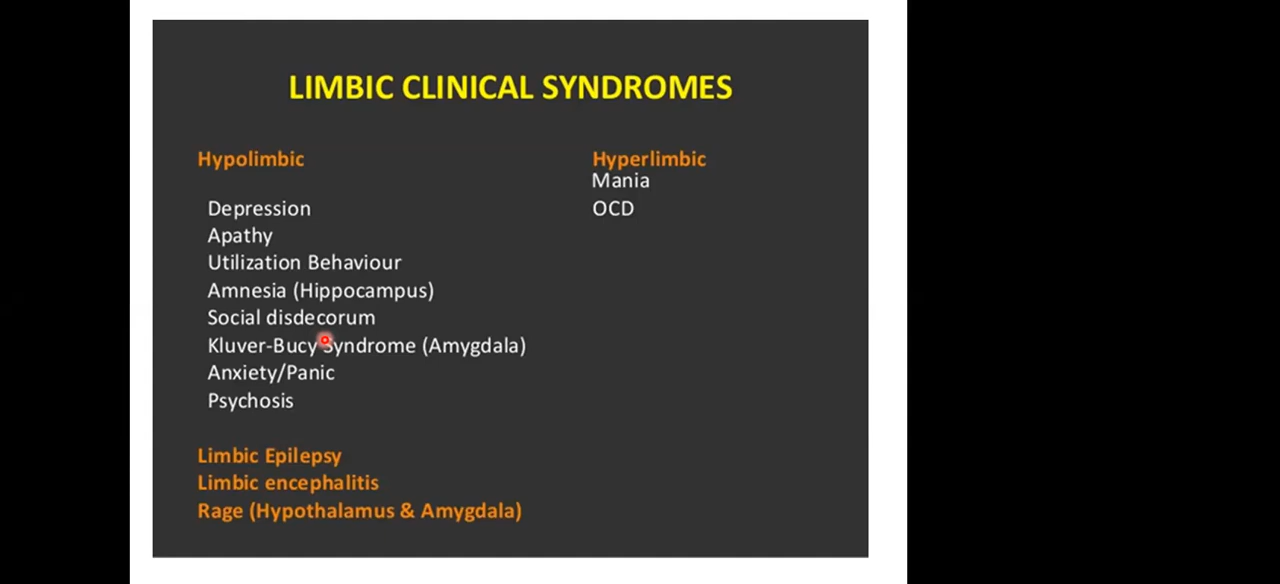 LIMBIC CLINICAL SYNDROMES
Hypolimbic
Depression
Apathy
Utilization Behaviour
Amnesia (Hippocampus)
Social disdecorum
Kluver-Bucy Syndrome (Amygdala)
Anxiety/Panic
Psychosis
Hyperlimbic
Mania
OCD
Limbic Epilepsy
Limbic encephalitis
Rage (Hypothalamus & Amygdala)